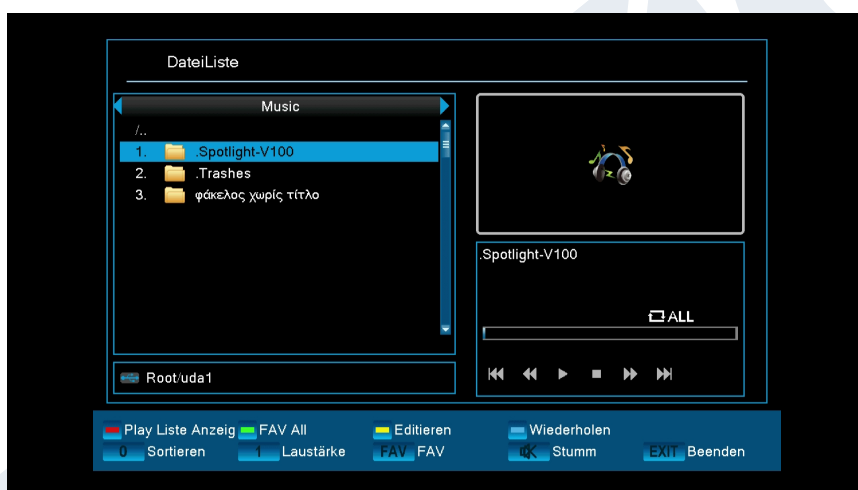 DateiListe
Music
/..
1. .Spotlight-V100
2. .Trashes
3. φάκελος χωρίς τίτλο
.Spotlight-V100
ALL
Root/uda1
Play Liste Anzeig FAV All Editieren Wiederholen
0 Sortieren 1 Laustärke FAV FAV Stumm EXIT Beenden